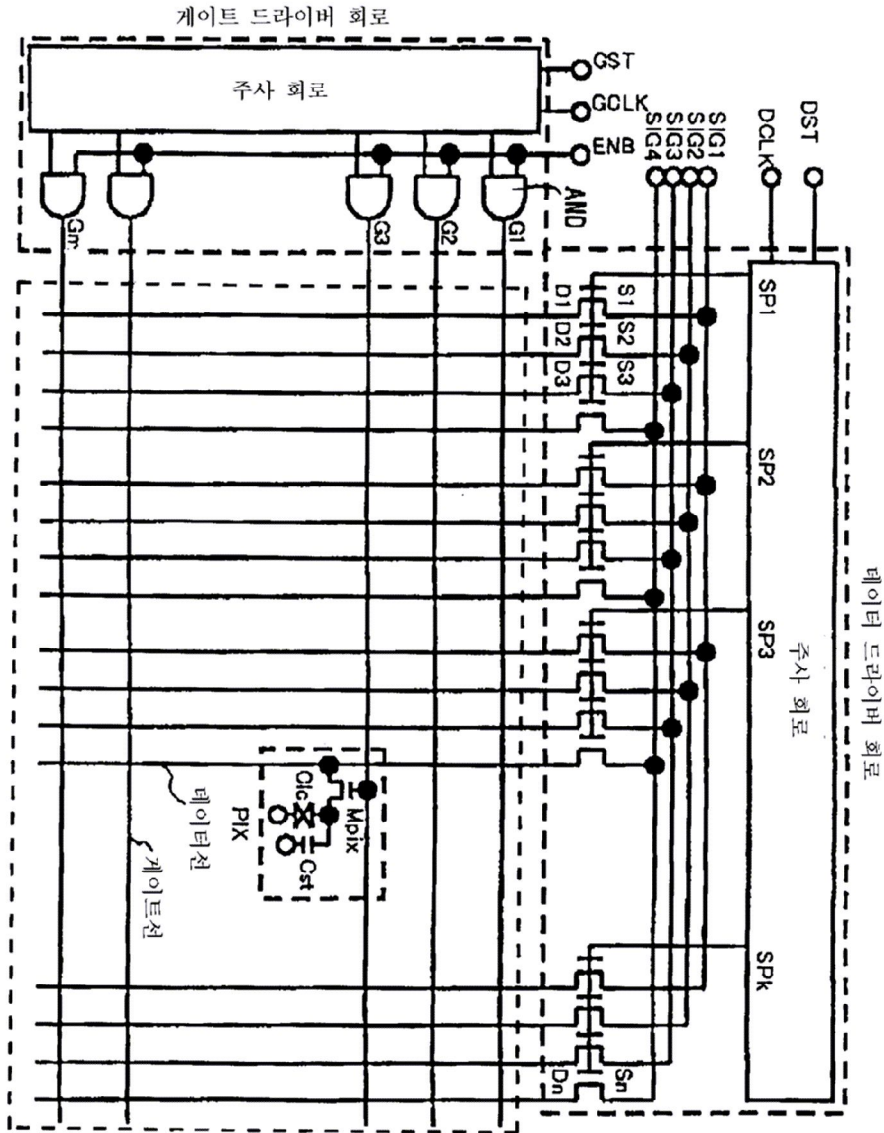 게이트 드라이버 회로
주사 회로
GST
GCLK
ENB
AND
Gm
G3
G2
G1
SIG4
SIG3
SIG2
SIG1
DCLK
DST
SP1
D1
S1
D2
S2
D3
S3
SP2
SP3
데이터 드라이버 회로
주사 회로
Clc
Mpix
Cst
PIX
데이터선
게이트선
SPk
Dn
Sn